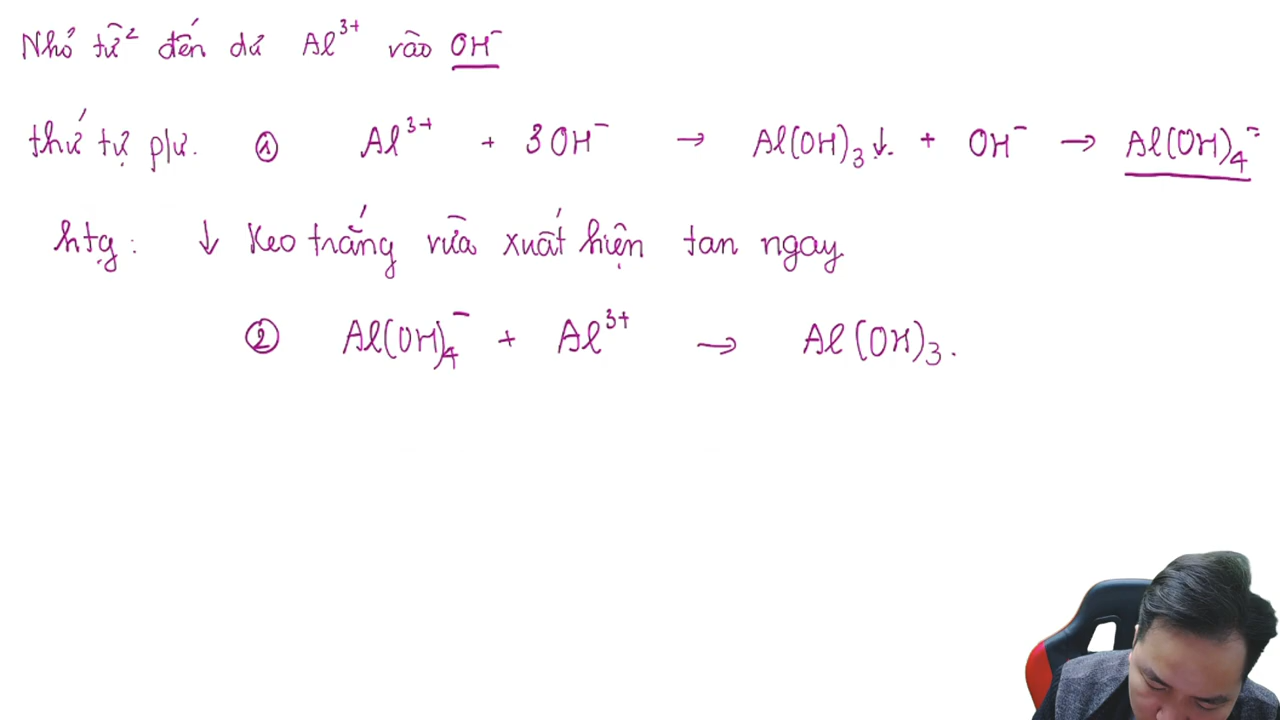 Nhỏ từ² đến dư Al³⁺ vào OH⁻
thứ tự p/ư. ① Al³⁺ + 3OH⁻ → Al(OH)₃↓. + OH⁻ → Al(OH)₄⁻
htg: ↓ keo trắng vừa xuất hiện tan ngay
② Al(OH)₄⁻ + Al³⁺ → Al(OH)₃.